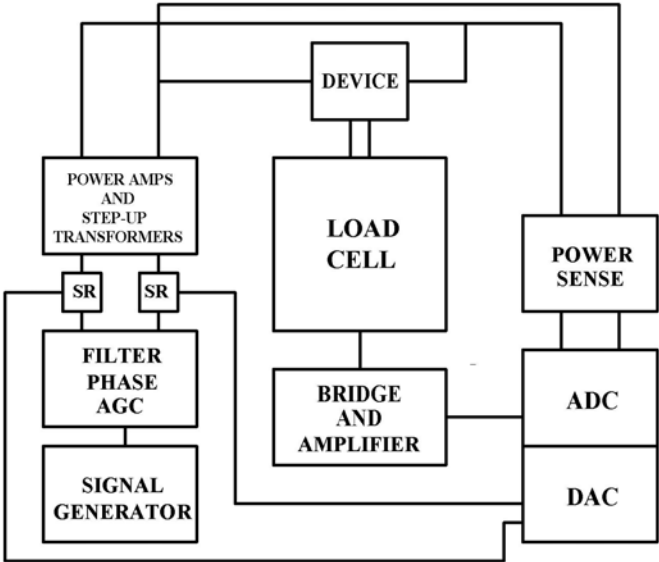 DEVICE
POWER AMPS
AND
STEP-UP
TRANSFORMERS
LOAD
CELL
POWER
SENSE
SR
SR
FILTER
PHASE
AGC
BRIDGE
AND
AMPLIFIER
ADC
SIGNAL
GENERATOR
DAC